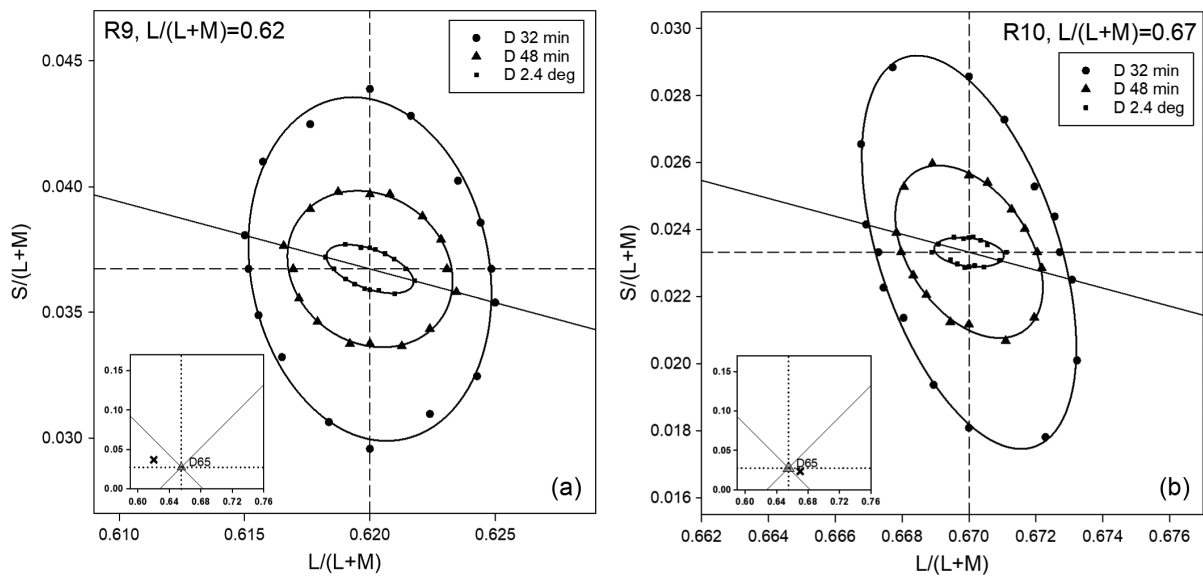 R9, L/(L+M)=0.62
D 32 min
D 48 min
D 2.4 deg
S/(L+M)
0.045
0.040
0.035
0.030
0.610
0.615
0.620
0.625
L/(L+M)
0.15
0.10
0.05
0.00
0.60
0.64
0.68
0.72
0.76
D65
(a)
R10, L/(L+M)=0.67
D 32 min
D 48 min
D 2.4 deg
S/(L+M)
0.030
0.028
0.026
0.024
0.022
0.020
0.018
0.016
0.662
0.664
0.666
0.668
0.670
0.672
0.674
0.676
L/(L+M)
0.15
0.10
0.05
0.00
0.60
0.64
0.68
0.72
0.76
D65
(b)